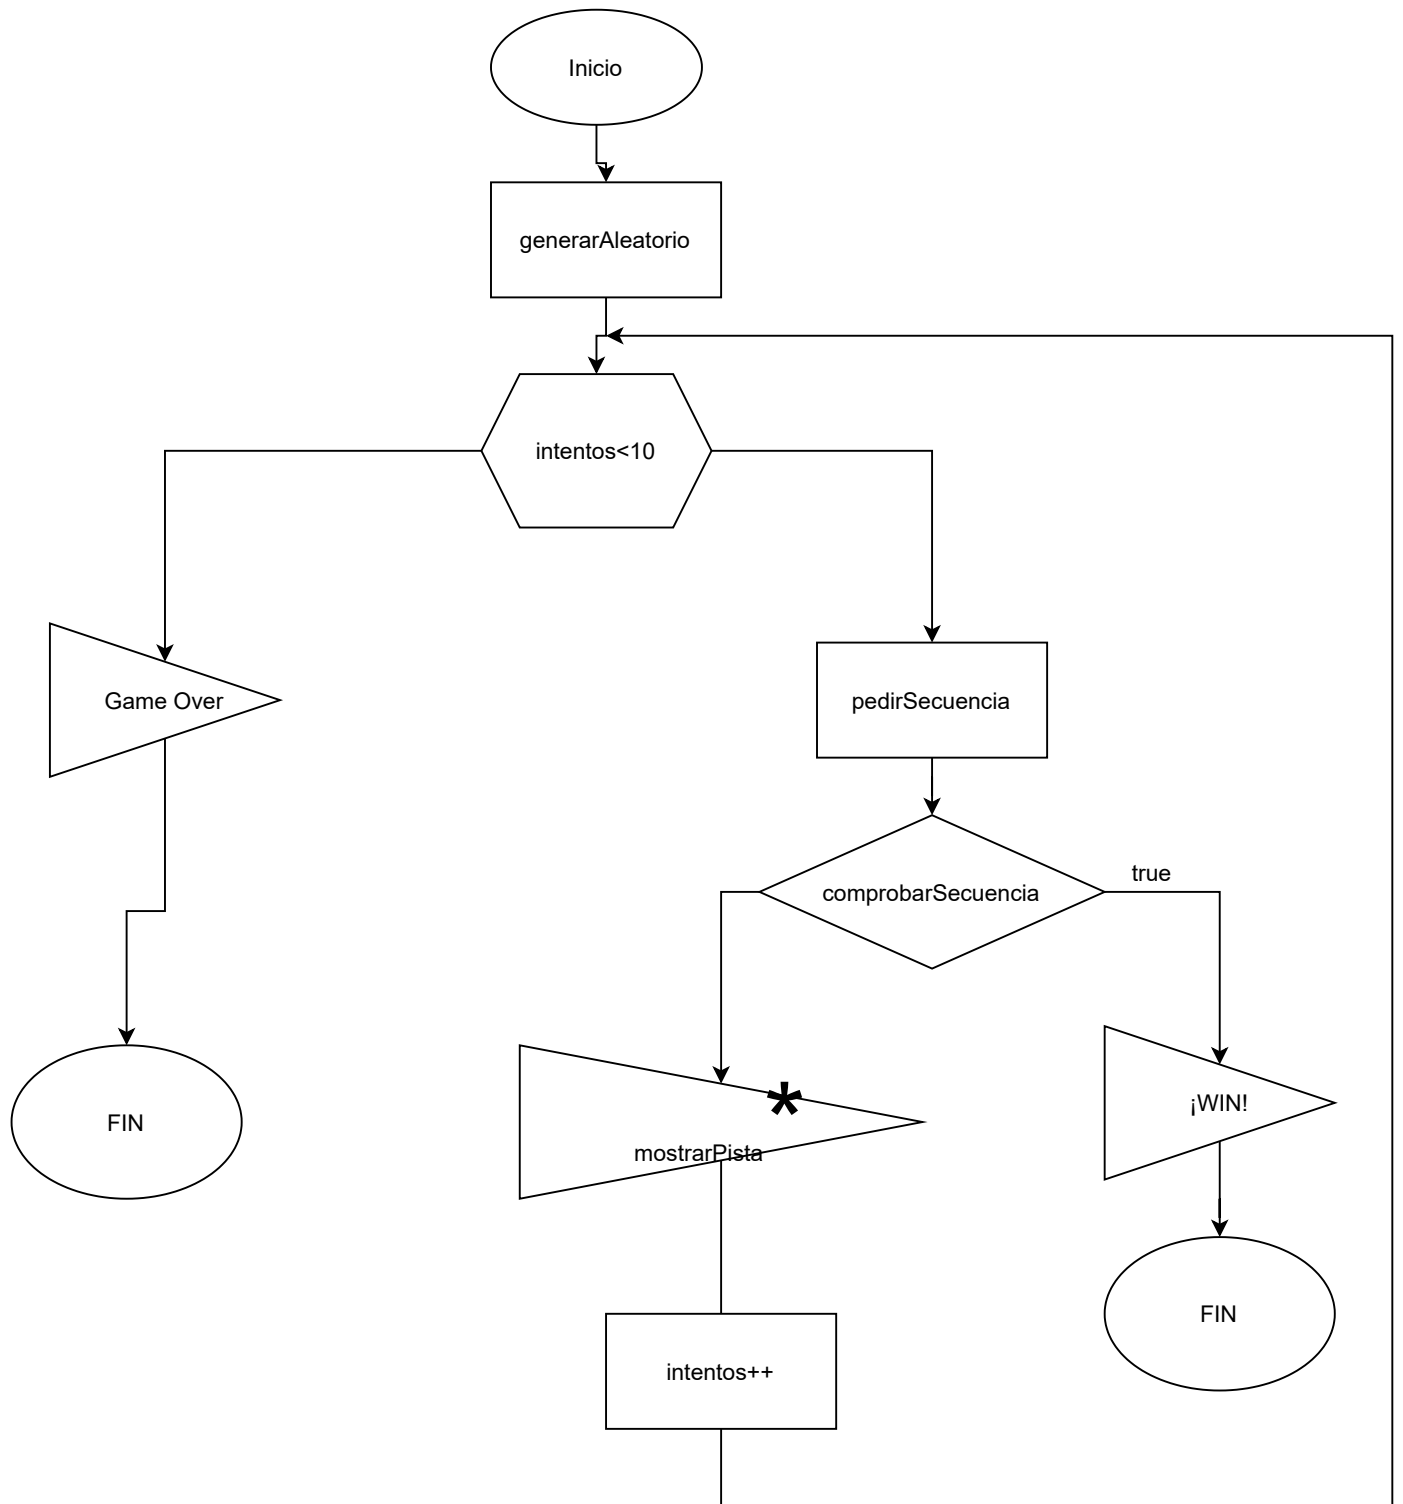 Inicio
generarAleatorio
intentos<10
Game Over
pedirSecuencia
true
comprobarSecuencia
*
mostrarPista
¡WIN!
FIN
FIN
intentos++